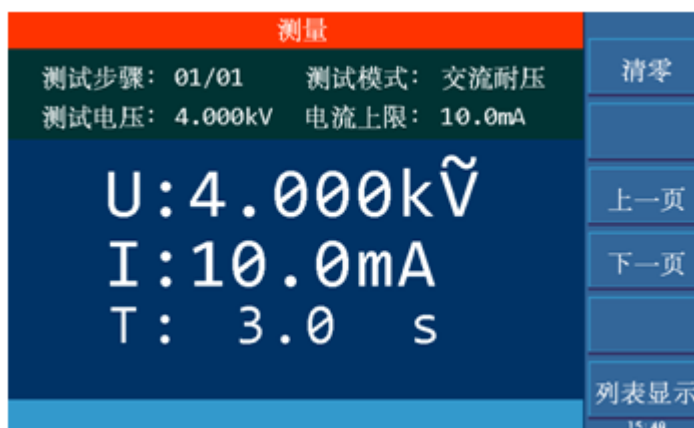 测量
测试步骤: 01/01 测试模式: 交流耐压
测试电压: 4.000kV 电流上限: 10.0mA
U:4.000kṼ
I:10.0mA
T: 3.0 s
清零
上一页
下一页
列表显示